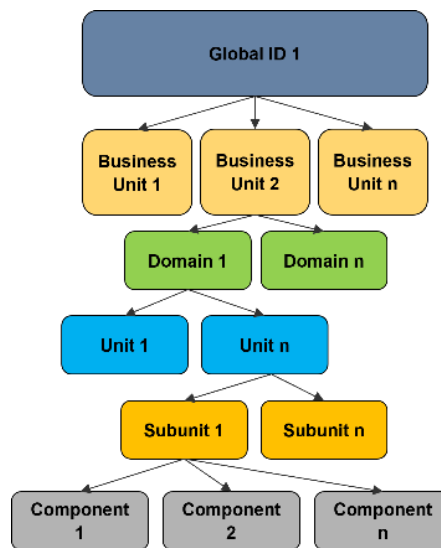 Global ID 1
Business
Unit 1
Business
Unit 2
Business
Unit n
Domain 1
Domain n
Unit 1
Unit n
Subunit 1
Subunit n
Component
1
Component
2
Component
n